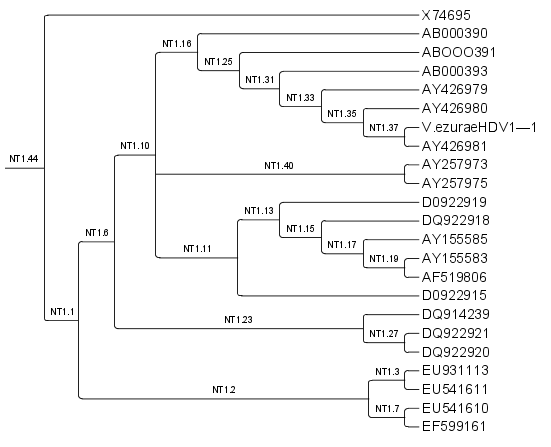 X74695
AB000390
NT1.16
ABOOO391
NT1.25
AB000393
NT1.31
AY426979
NT1.33
AY426980
NT1.35
V.ezuraeHDV1—1
NT1.37
AY426981
NT1.10
NT1.44
AY257973
NT1.40
AY257975
D0922919
NT1.13
DQ922918
NT1.15
AY155585
NT1.6
NT1.17
NT1.11
AY155583
NT1.19
AF519806
D0922915
NT1.1
DQ914239
NT1.23
DQ922921
NT1.27
DQ922920
EU931113
NT1.3
EU541611
NT1.2
EU541610
NT1.7
EF599161